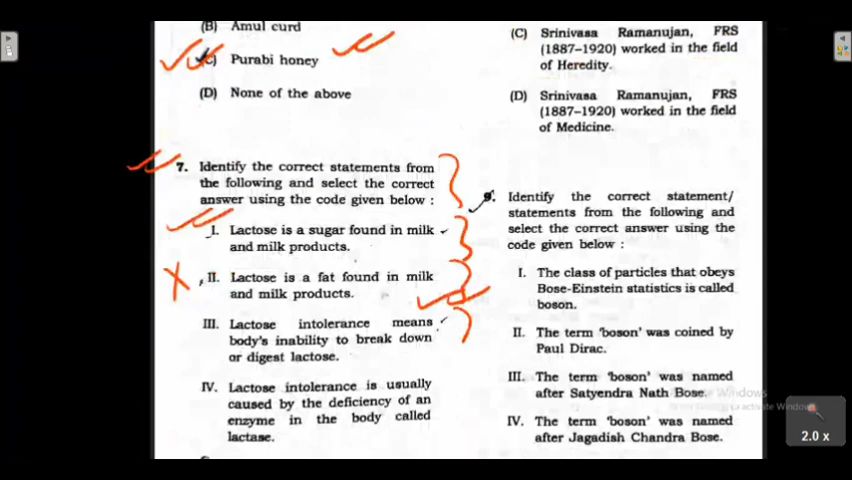 (B) Amul curd
(C) Purabi honey
(D) None of the above
7. Identify the correct statements from
the following and select the correct
answer using the code given below :
I. Lactose is a sugar found in milk
and milk products.
II. Lactose is a fat found in milk
and milk products.
III. Lactose intolerance means
body's inability to break down
or digest lactose.
IV. Lactose intolerance is usually
caused by the deficiency of an
enzyme in the body called
lactase.
(C) Srinivasa Ramanujan, FRS
(1887-1920) worked in the field
of Heredity.
(D) Srinivasa Ramanujan, FRS
(1887-1920) worked in the field
of Medicine.
9. Identify the correct statement/
statements from the following and
select the correct answer using the
code given below :
I. The class of particles that obeys
Bose-Einstein statistics is called
boson.
II. The term 'boson' was coined by
Paul Dirac.
III. The term 'boson' was named
after Satyendra Nath Bose.
IV. The term 'boson' was named
after Jagadish Chandra Bose.
2.0 x